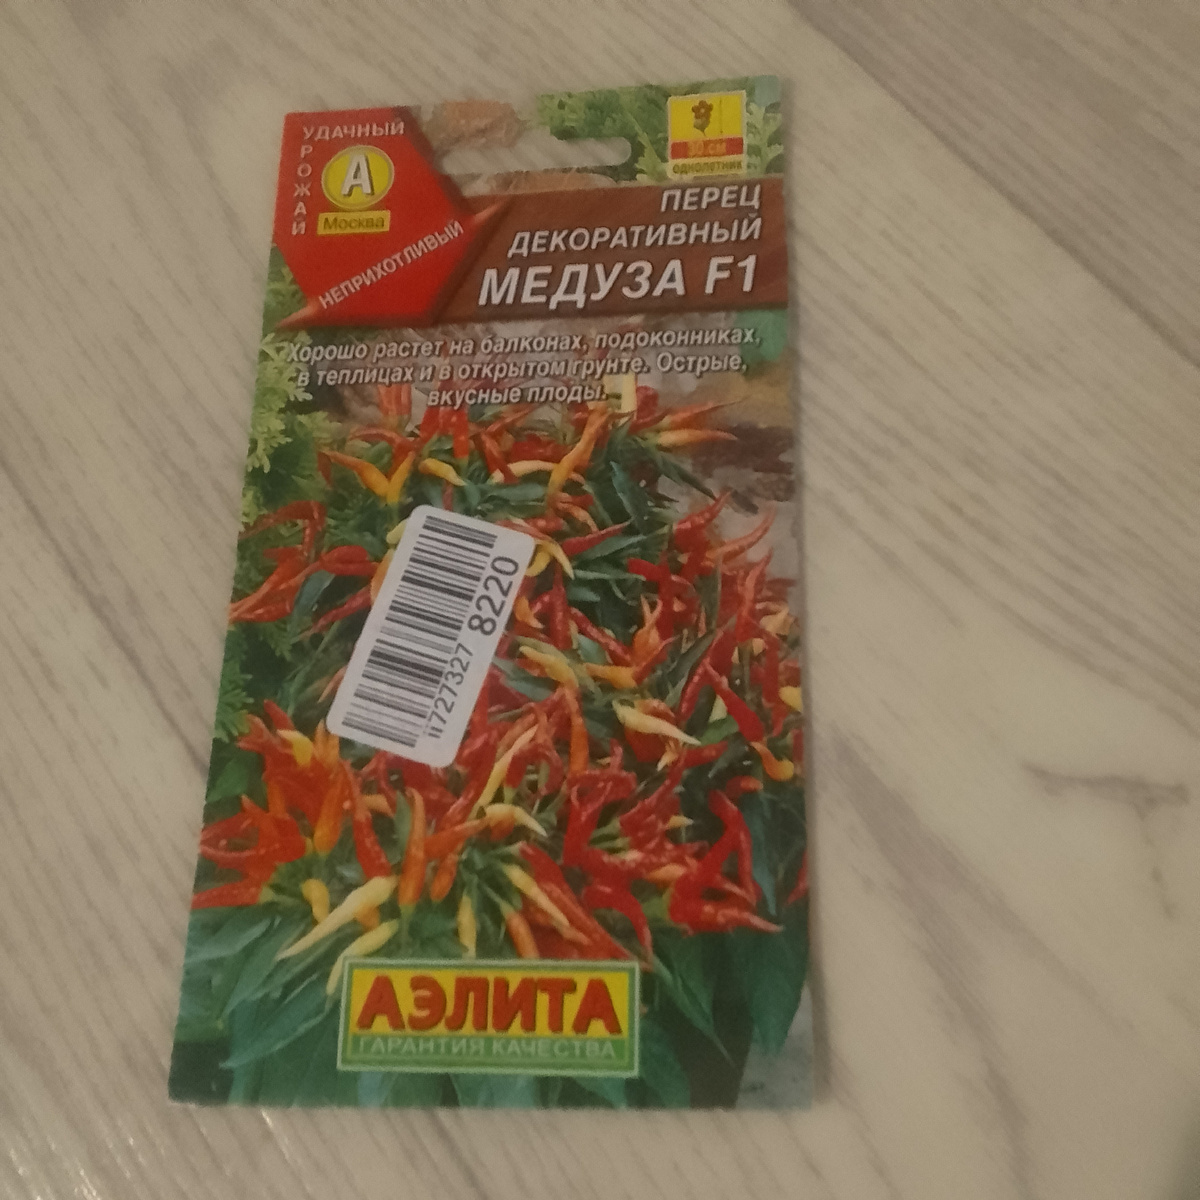 УДАЧНЫЙ
УРОЖАЙ
А
Москва
НЕПРИХОТЛИВЫЙ
30 см
однолетник
ПЕРЕЦ
ДЕКОРАТИВНЫЙ
МЕДУЗА F1
Хорошо растет на балконах, подоконниках,
в теплицах и в открытом грунте. Острые,
вкусные плоды.
ii727327 8220
АЭЛИТА
ГАРАНТИЯ КАЧЕСТВА